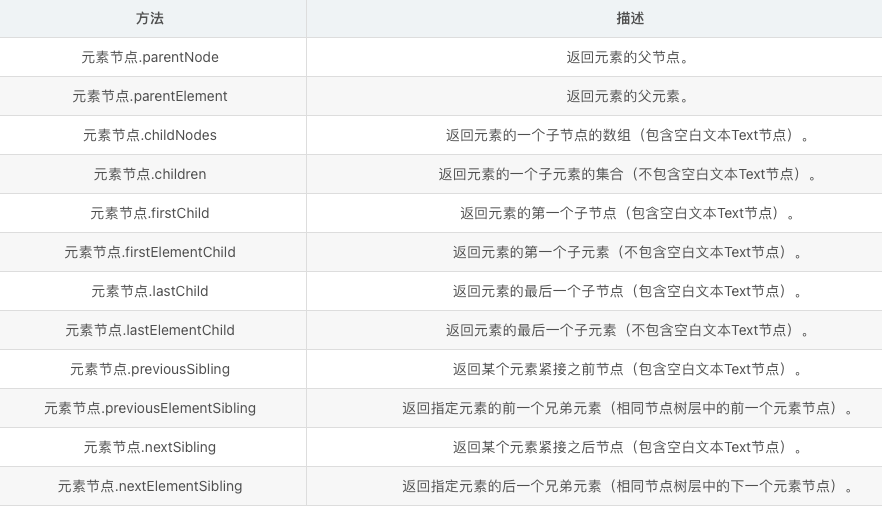 方法 描述
元素节点.parentNode 返回元素的父节点。
元素节点.parentElement 返回元素的父元素。
元素节点.childNodes 返回元素的一个子节点的数组（包含空白文本Text节点）。
元素节点.children 返回元素的一个子元素的集合（不包含空白文本Text节点）。
元素节点.firstChild 返回元素的第一个子节点（包含空白文本Text节点）。
元素节点.firstElementChild 返回元素的第一个子元素（不包含空白文本Text节点）。
元素节点.lastChild 返回元素的最后一个子节点（包含空白文本Text节点）。
元素节点.lastElementChild 返回元素的最后一个子元素（不包含空白文本Text节点）。
元素节点.previousSibling 返回某个元素紧接之前节点（包含空白文本Text节点）。
元素节点.previousElementSibling 返回指定元素的前一个兄弟元素（相同节点树层中的前一个元素节点）。
元素节点.nextSibling 返回某个元素紧接之后节点（包含空白文本Text节点）。
元素节点.nextElementSibling 返回指定元素的后一个兄弟元素（相同节点树层中的下一个元素节点）。